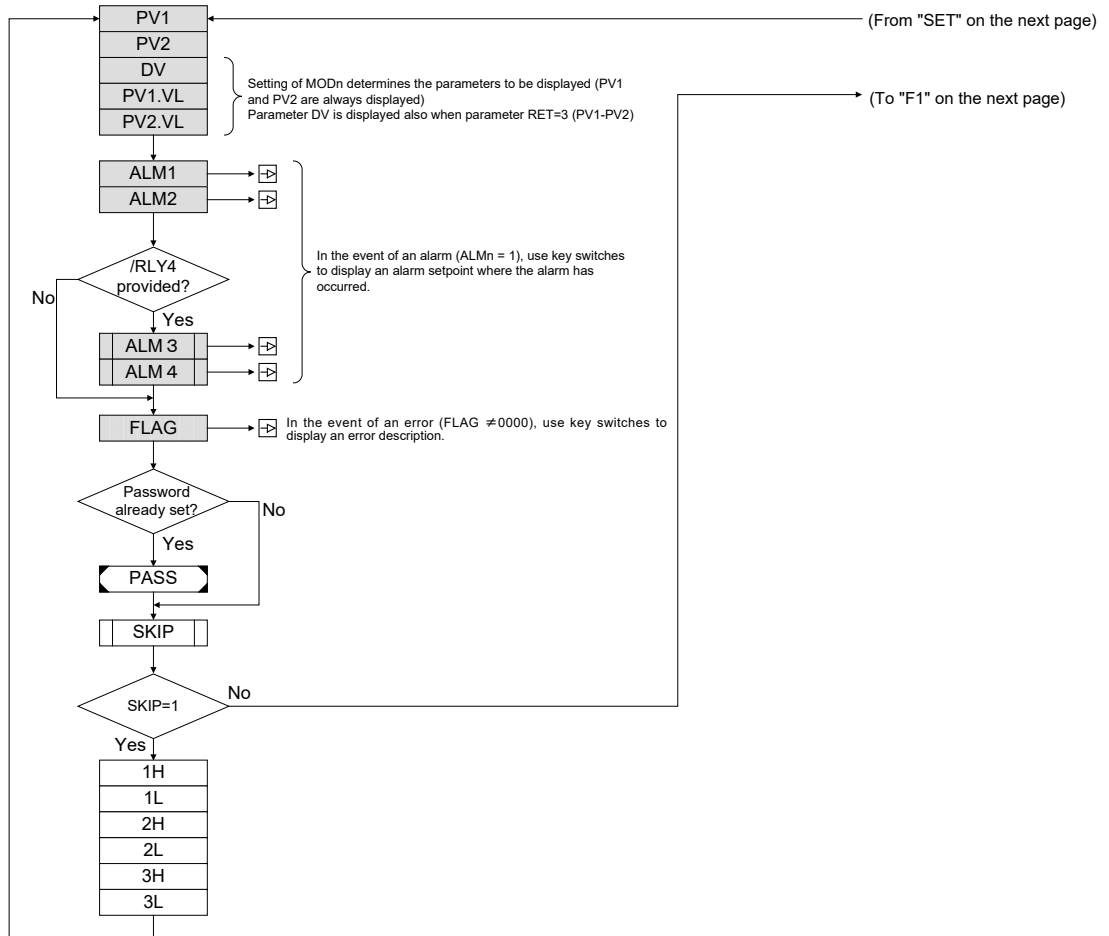 PV1
(From "SET" on the next page)
PV2
DV
PV1.VL
PV2.VL
Setting of MODn determines the parameters to be displayed (PV1
and PV2 are always displayed)
Parameter DV is displayed also when parameter RET=3 (PV1-PV2)
(To "F1" on the next page)
ALM1
ALM2
In the event of an alarm (ALMn = 1), use key switches
to display an alarm setpoint where the alarm has
occurred.
/RLY4
provided?
No
Yes
ALM 3
ALM 4
FLAG
In the event of an error (FLAG ≠0000), use key switches to
display an error description.
Password
already set?
No
Yes
PASS
SKIP
SKIP=1
No
Yes
1H
1L
2H
2L
3H
3L